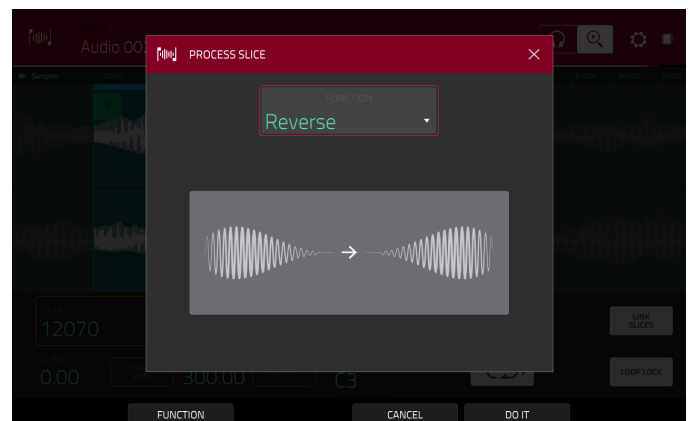 Audio 002
PROCESS SLICE
Samples
FUNCTION
Reverse
START
12070
LINK
SLICES
TUNE
0.00
300.00
C3
LOOP LOCK
FUNCTION
CANCEL
DO IT